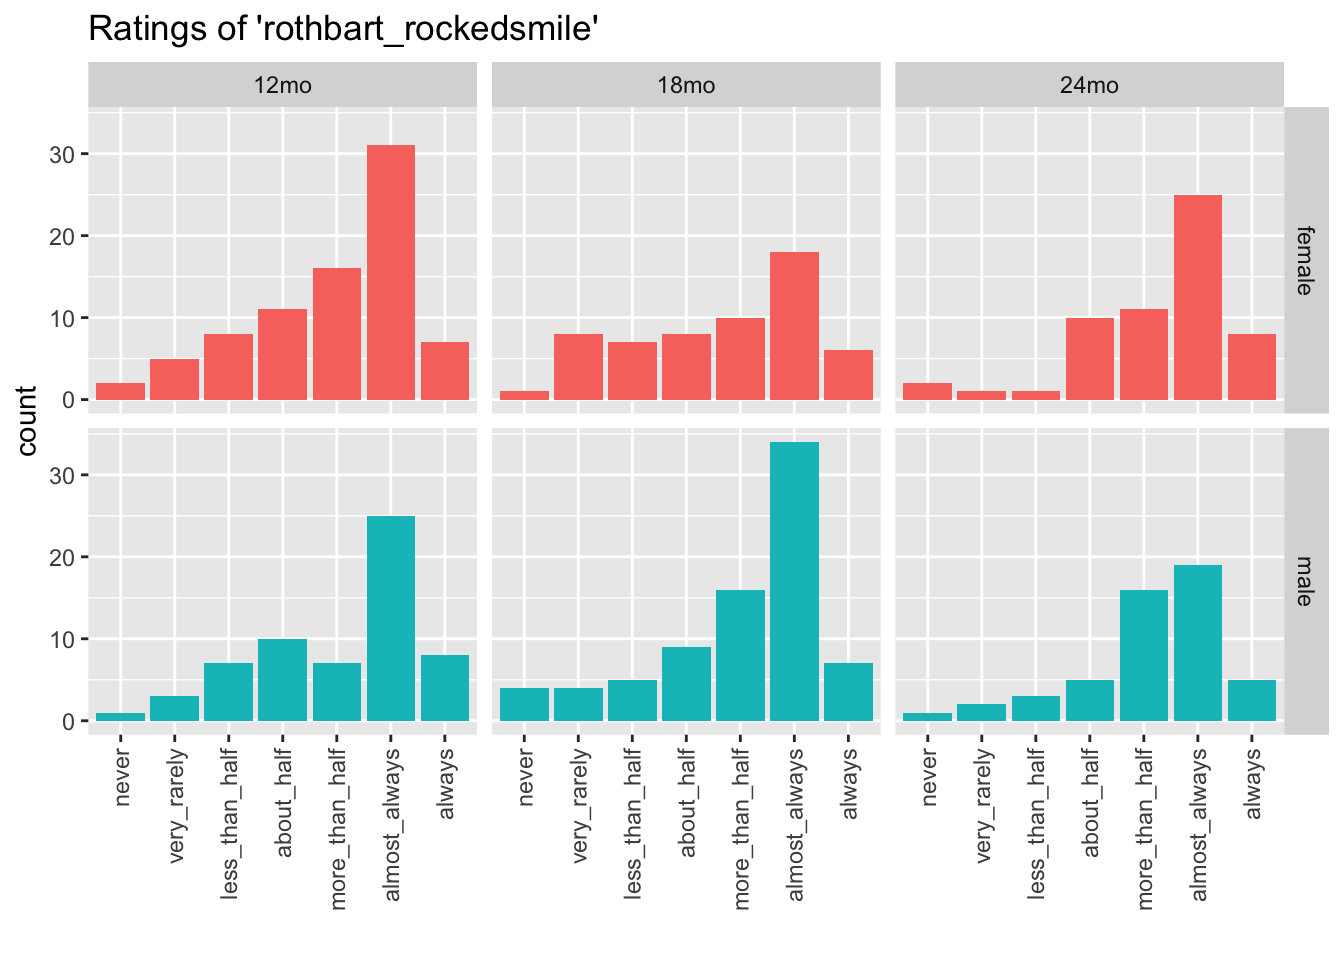 Ratings of 'rothbart_rockedsmile'
12mo 18mo 24mo
30
20
10
0
female
count
30
20
10
0
male
never very_rarely less_than_half about_half more_than_half almost_always always never very_rarely less_than_half about_half more_than_half almost_always always never very_rarely less_than_half about_half more_than_half almost_always always